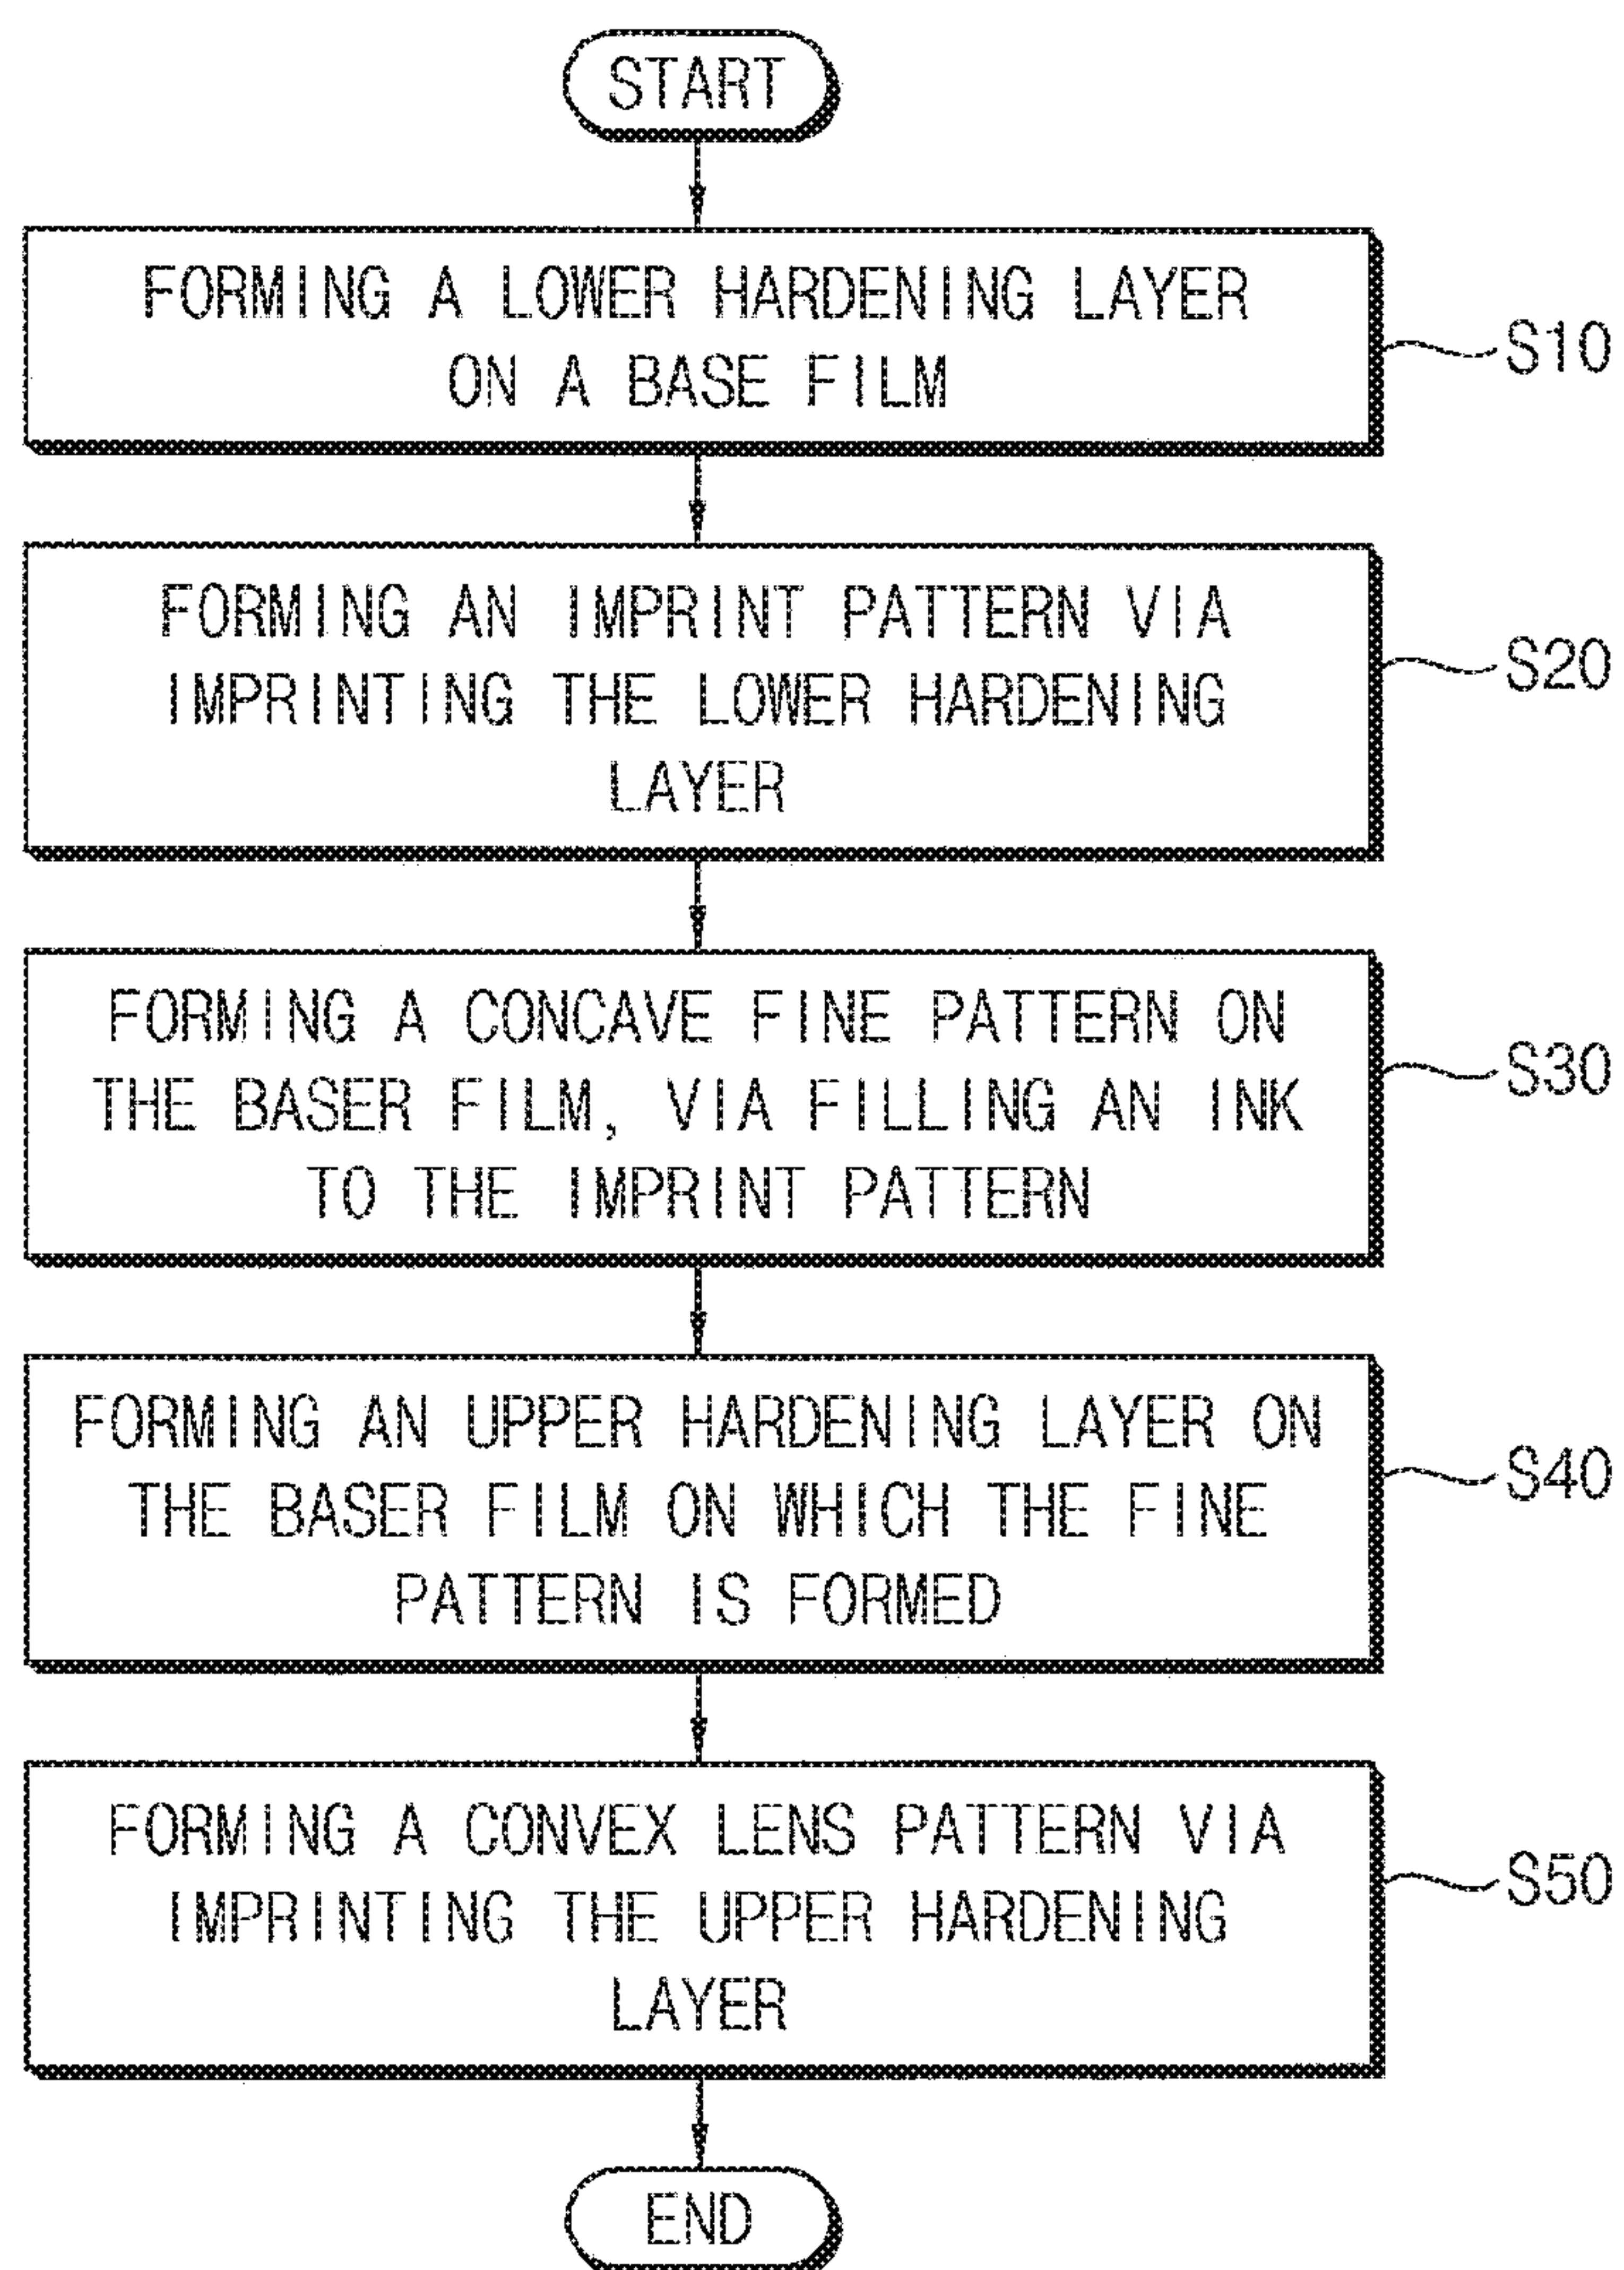 START
FORMING A LOWER HARDENING LAYER
ON A BASE FILM
S10
FORMING AN IMPRINT PATTERN VIA
IMPRINTING THE LOWER HARDENING
LAYER
S20
FORMING A CONCAVE FINE PATTERN ON
THE BASER FILM, VIA FILLING AN INK
TO THE IMPRINT PATTERN
S30
FORMING AN UPPER HARDENING LAYER ON
THE BASER FILM ON WHICH THE FINE
PATTERN IS FORMED
S40
FORMING A CONVEX LENS PATTERN VIA
IMPRINTING THE UPPER HARDENING
LAYER
S50
END